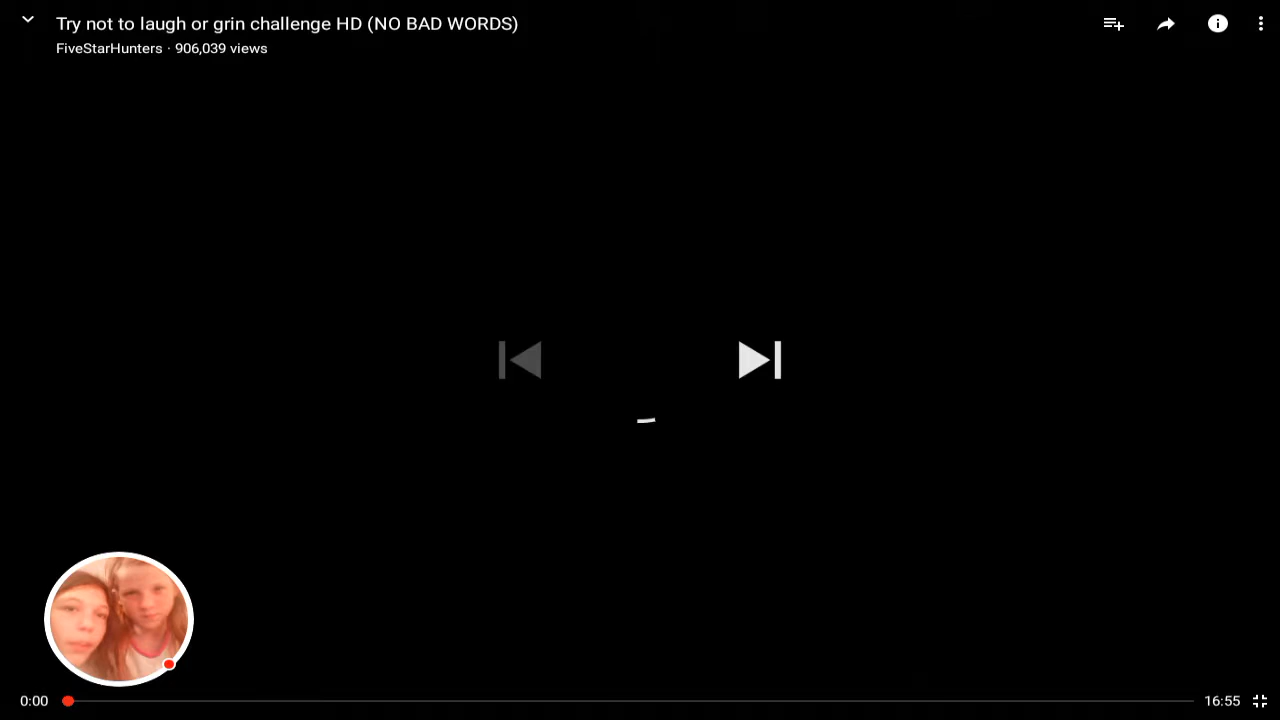 Try not to laugh or grin challenge HD (NO BAD WORDS)
FiveStarHunters · 906,039 views
0:00
16:55